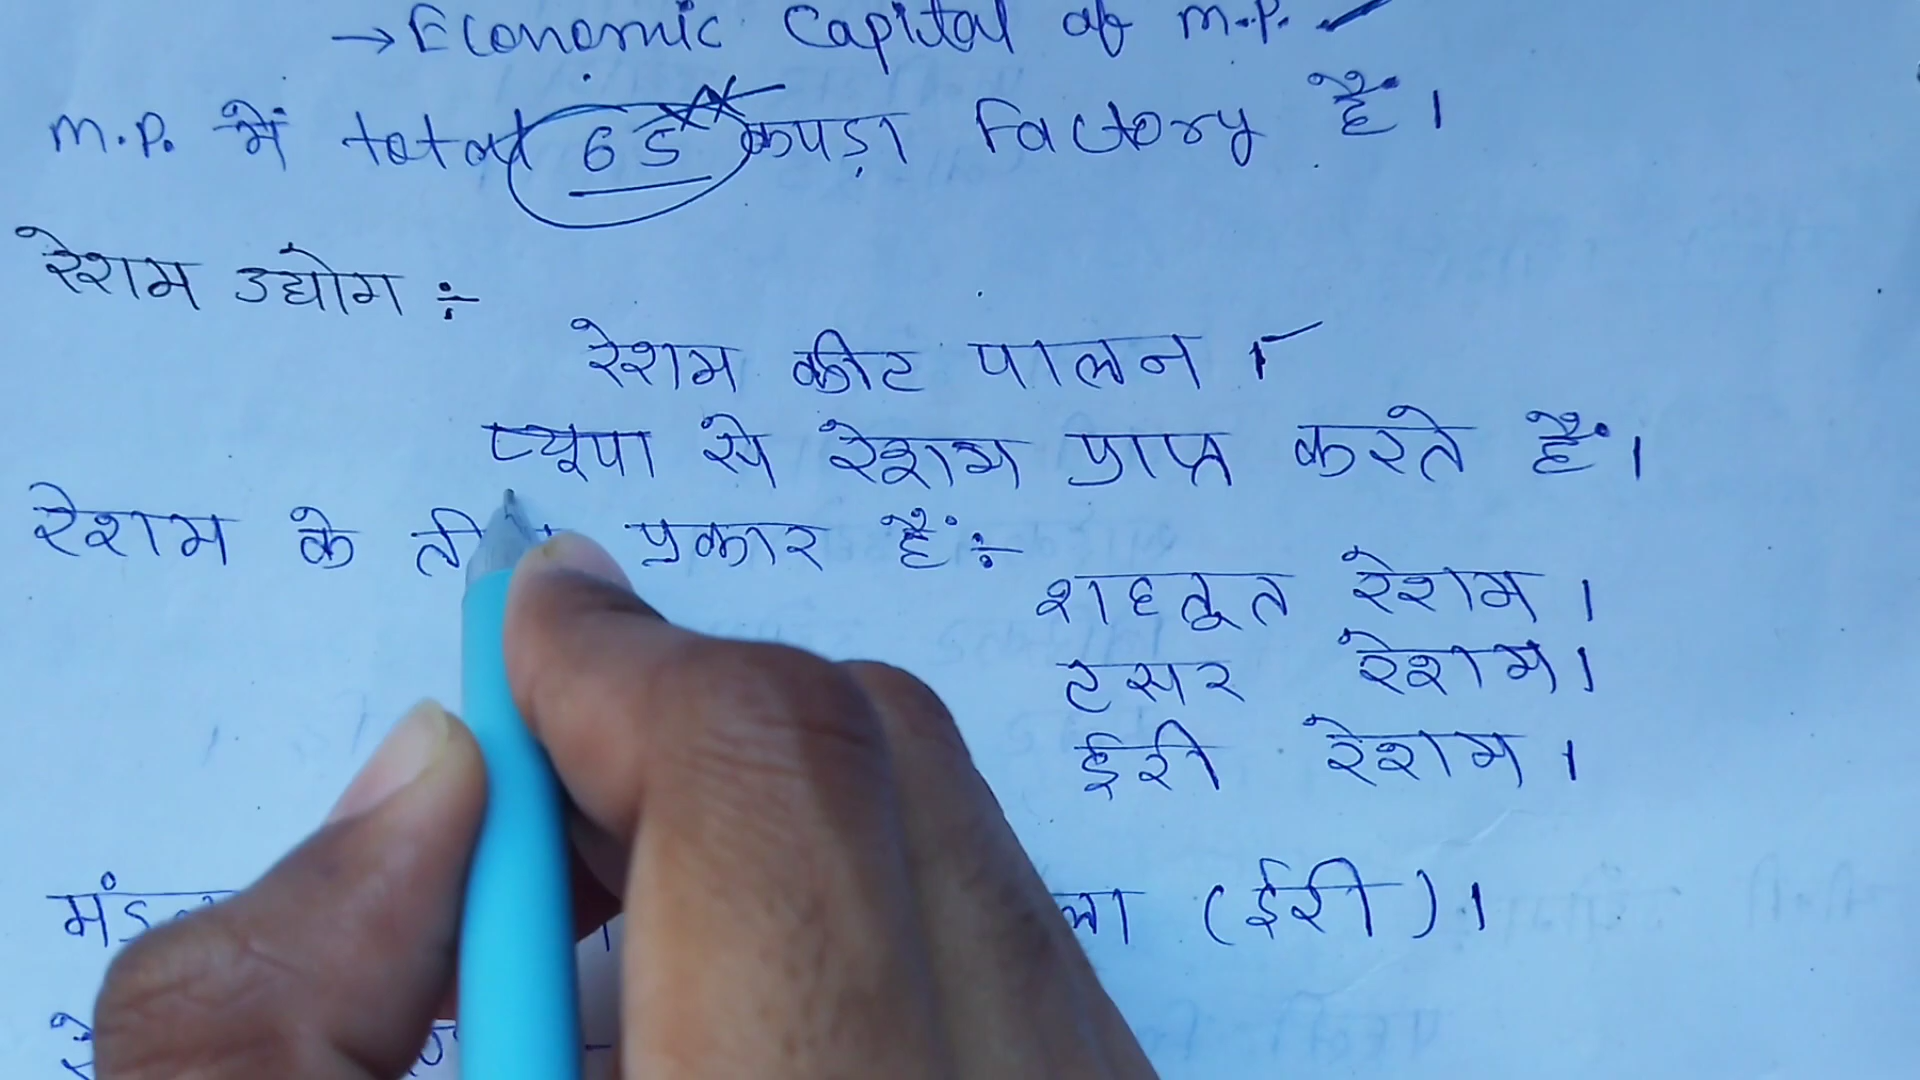 → Economic Capital of M.P.
M.P. में total 65 कपड़ा Factory हैं।
रेशम उद्योग ÷
रेशम कीट पालन ।
प्यूपा से रेशम प्राप्त करते हैं।
रेशम के प्रकार हैं ÷
शहतूत रेशम ।
टसर रेशम ।
ईरी रेशम ।
(ईरी) ।